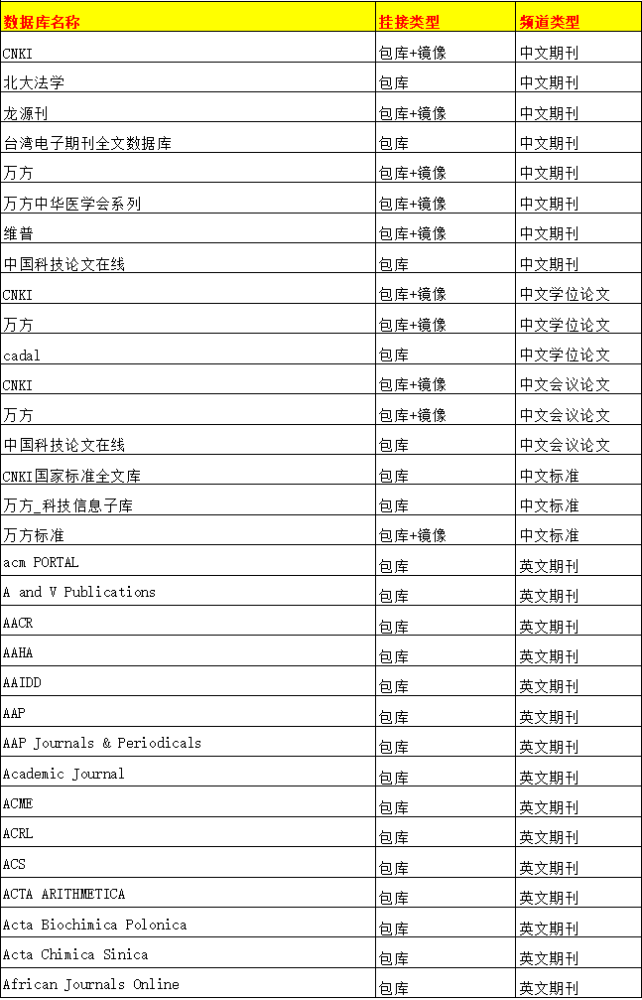 数据库名称 挂接类型 频道类型
CNKI 包库+镜像 中文期刊
北大法学 包库 中文期刊
龙源刊 包库+镜像 中文期刊
台湾电子期刊全文数据库 包库 中文期刊
万方 包库+镜像 中文期刊
万方中华医学会系列 包库+镜像 中文期刊
维普 包库+镜像 中文期刊
中国科技论文在线 包库 中文期刊
CNKI 包库+镜像 中文学位论文
万方 包库+镜像 中文学位论文
cadal 包库 中文学位论文
CNKI 包库+镜像 中文会议论文
万方 包库+镜像 中文会议论文
中国科技论文在线 包库 中文会议论文
CNKI国家标准全文库 包库 中文标准
万方_科技信息子库 包库 中文标准
万方标准 包库+镜像 中文标准
acm PORTAL 包库 英文期刊
A and V Publications 包库 英文期刊
AACR 包库 英文期刊
AAHA 包库 英文期刊
AAIDD 包库 英文期刊
AAP 包库 英文期刊
AAP Journals & Periodicals 包库 英文期刊
Academic Journal 包库 英文期刊
ACME 包库 英文期刊
ACRL 包库 英文期刊
ACS 包库 英文期刊
ACTA ARITHMETICA 包库 英文期刊
Acta Biochimica Polonica 包库 英文期刊
Acta Chimica Sinica 包库 英文期刊
African Journals Online 包库 英文期刊